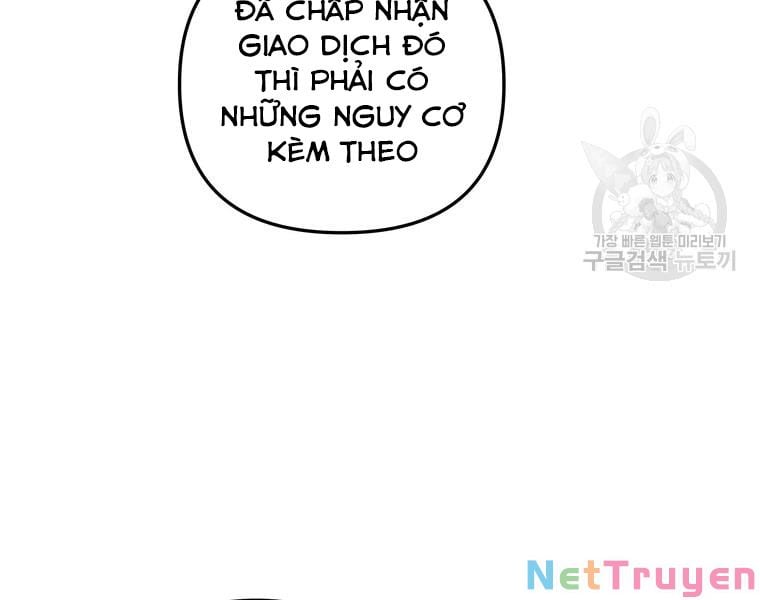 ĐÃ CHẤP NHẬN
GIAO DỊCH ĐÓ
THÌ PHẢI CÓ
NHỮNG NGUY CƠ
KÈM THEO
가장 빠른 웹툰 미리보기
구글검색 뉴토끼
NetTruyen